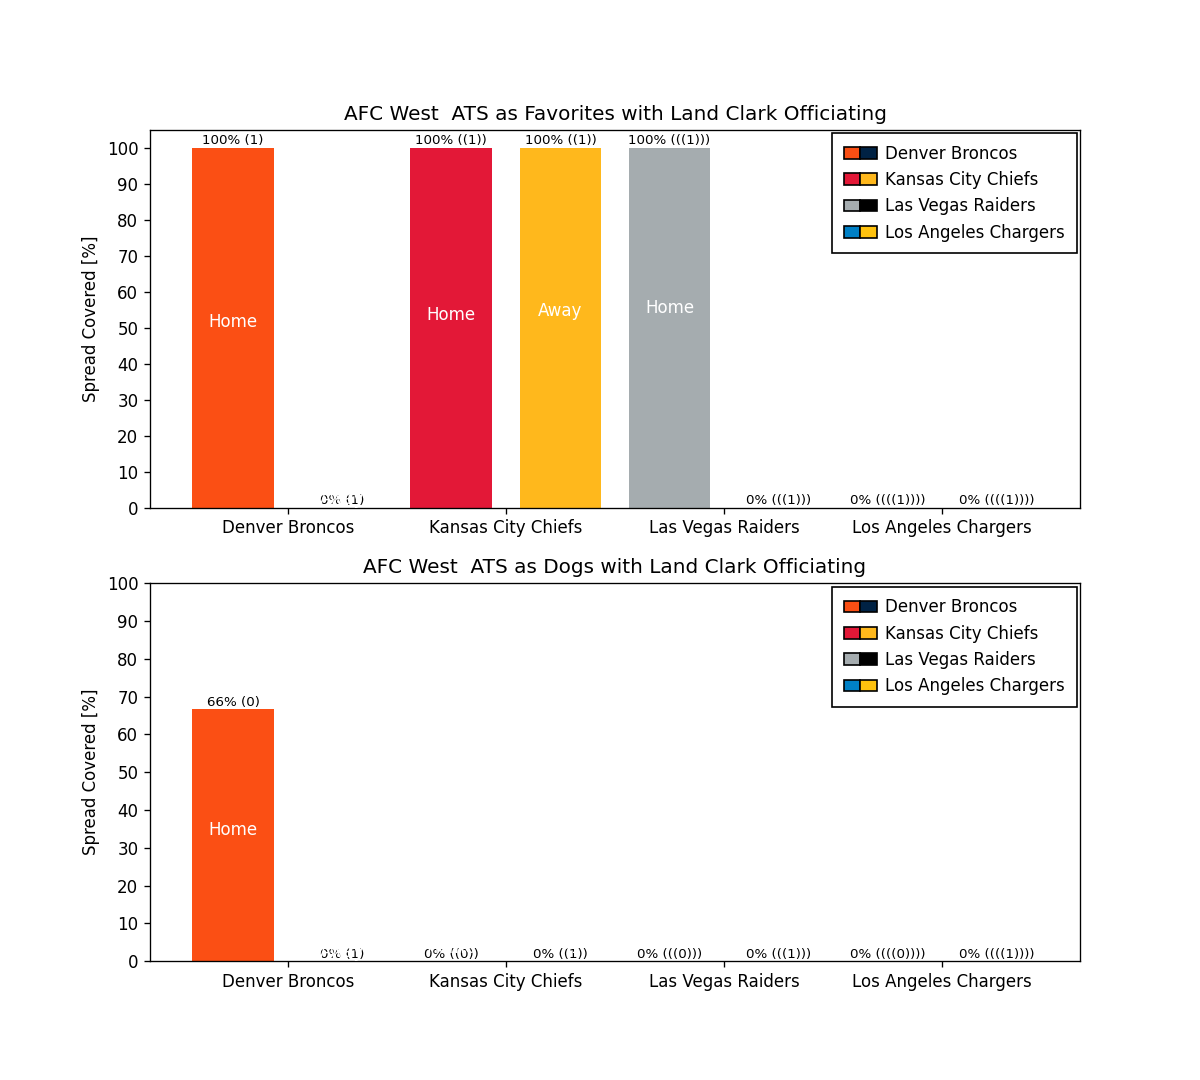 AFC West  ATS as Favorites with Land Clark Officiating
100% (1)
100% ((1))
100% ((1))
100% (((1)))
0% (1)
0% (((1)))
0% ((((1))))
0% ((((1))))
Home
Home
Away
Home
Denver Broncos
Kansas City Chiefs
Las Vegas Raiders
Los Angeles Chargers
Spread Covered [%]
100
90
80
70
60
50
40
30
20
10
0
Denver Broncos
Kansas City Chiefs
Las Vegas Raiders
Los Angeles Chargers
AFC West  ATS as Dogs with Land Clark Officiating
66% (0)
0% (1)
0% ((0))
0% ((1))
0% (((0)))
0% (((1)))
0% ((((0))))
0% ((((1))))
Home
Denver Broncos
Kansas City Chiefs
Las Vegas Raiders
Los Angeles Chargers
Spread Covered [%]
100
90
80
70
60
50
40
30
20
10
0
Denver Broncos
Kansas City Chiefs
Las Vegas Raiders
Los Angeles Chargers